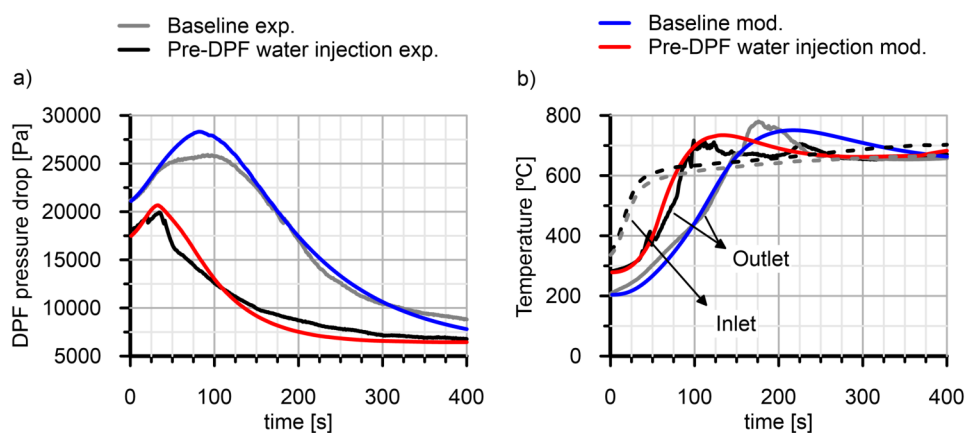 Baseline exp.
Pre-DPF water injection exp.
Baseline mod.
Pre-DPF water injection mod.
a)
DPF pressure drop [Pa]
30000
25000
20000
15000
10000
5000
0 100 200 300 400
time [s]
b)
Temperature [ºC]
800
600
400
200
0
Outlet
Inlet
0 100 200 300 400
time [s]